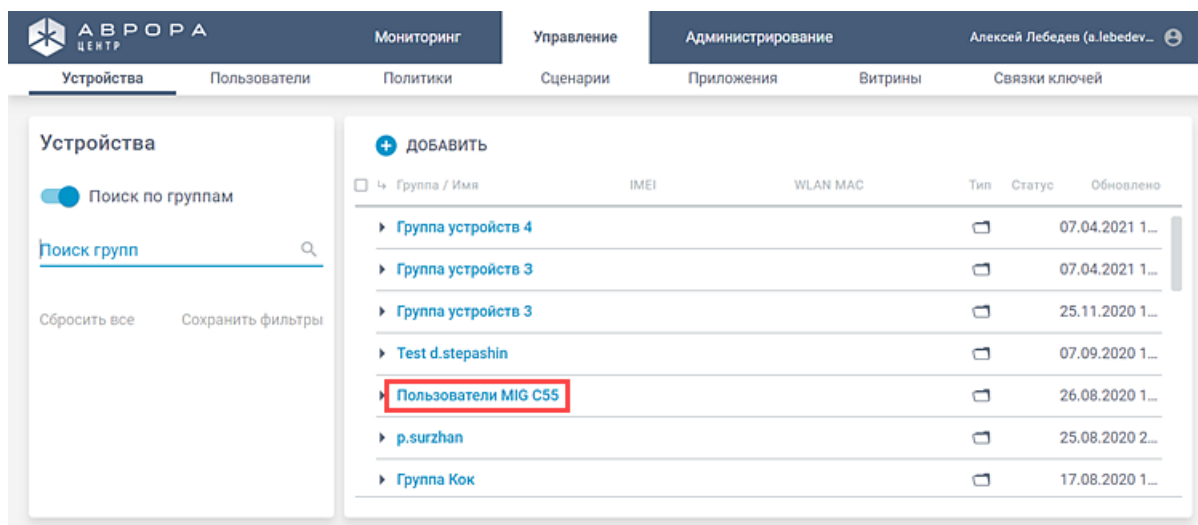 АВРОРА
ЦЕНТР
Мониторинг Управление Администрирование Алексей Лебедев (a.lebedev...
Устройства Пользователи Политики Сценарии Приложения Витрины Связки ключей
Устройства
Поиск по группам
Поиск групп
Сбросить все Сохранить фильтры
ДОБАВИТЬ
Группа / Имя IMEI WLAN MAC Тип Статус Обновлено
Группа устройств 4 07.04.2021 1...
Группа устройств 3 07.04.2021 1...
Группа устройств 3 25.11.2020 1...
Test d.stepashin 07.09.2020 1...
Пользователи MIG C55 26.08.2020 1...
p.surzhan 25.08.2020 2...
Группа Кок 17.08.2020 1...